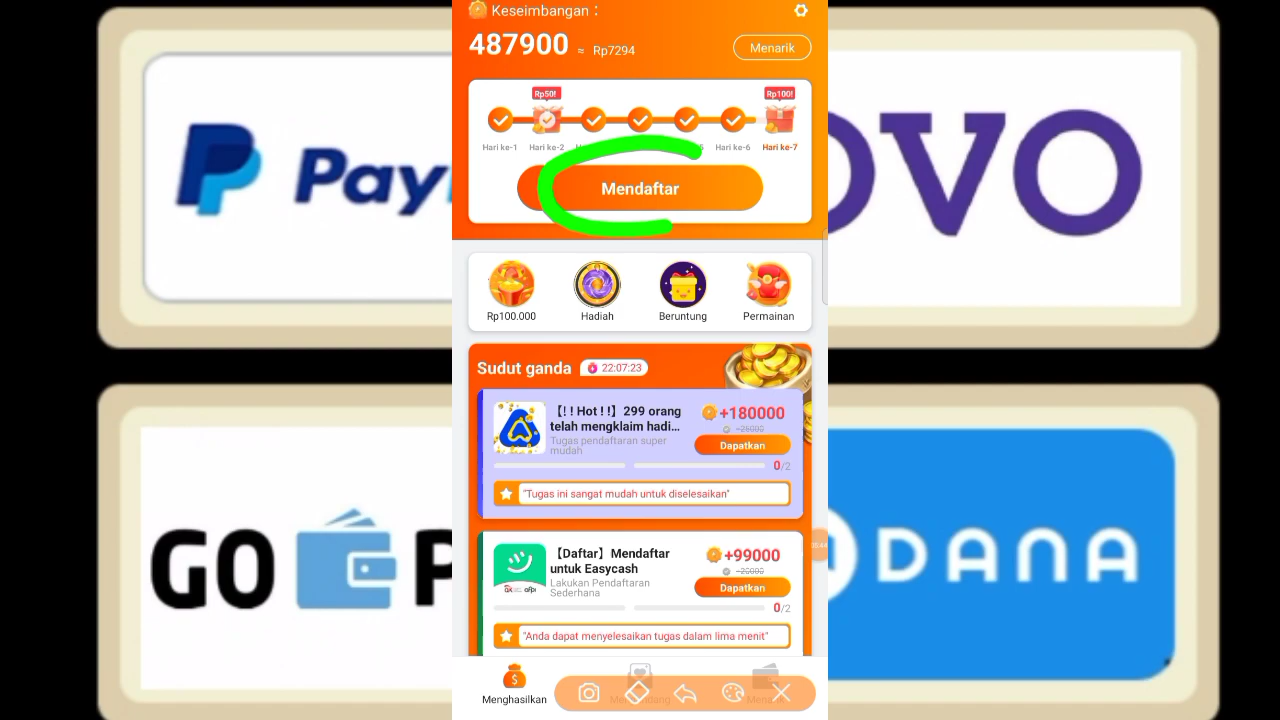 Keseimbangan :
487900 ≈ Rp7294
Menarik
Rp50!
Rp100!
Hari ke-1
Hari ke-2
Hari ke-6
Hari ke-7
Mendaftar
Rp100.000
Hadiah
Beruntung
Permainan
Sudut ganda
22:07:23
【! ! Hot ! !】299 orang
telah mengklaim hadi...
+180000
Tugas pendaftaran super
mudah
Dapatkan
0/2
"Tugas ini sangat mudah untuk diselesaikan"
【Daftar】Mendaftar
untuk Easycash
+99000
Lakukan Pendaftaran
Sederhana
Dapatkan
0/2
"Anda dapat menyelesaikan tugas dalam lima menit"
Menghasilkan
Pay
OVO
GO P
DANA